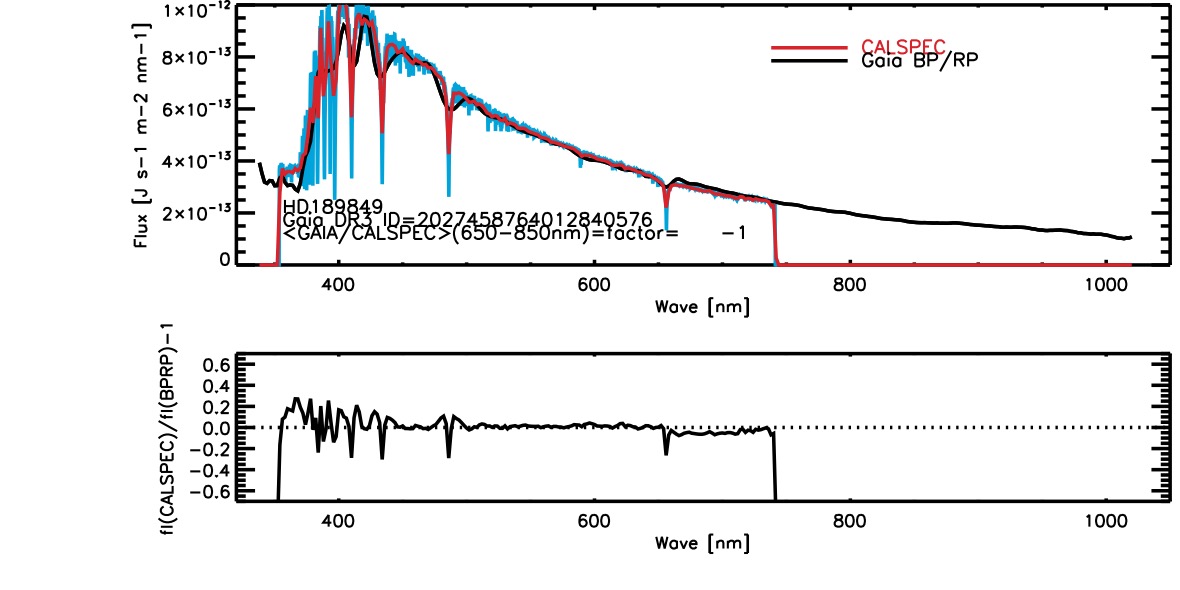 1×10−12
8×10−13
6×10−13
4×10−13
2×10−13
0
Flux [J s−1 m−2 nm−1]
CALSPEC
Gaia BP/RP
HD189849
Gaia DR3 ID=2027458764012840576
<GAIA/CALSPEC>(650−850nm)=factor= −1
400 600 800 1000
Wave [nm]
fl(CALSPEC)/fl(BPRP)−1
0.6
0.4
0.2
0.0
−0.2
−0.4
−0.6
400 600 800 1000
Wave [nm]